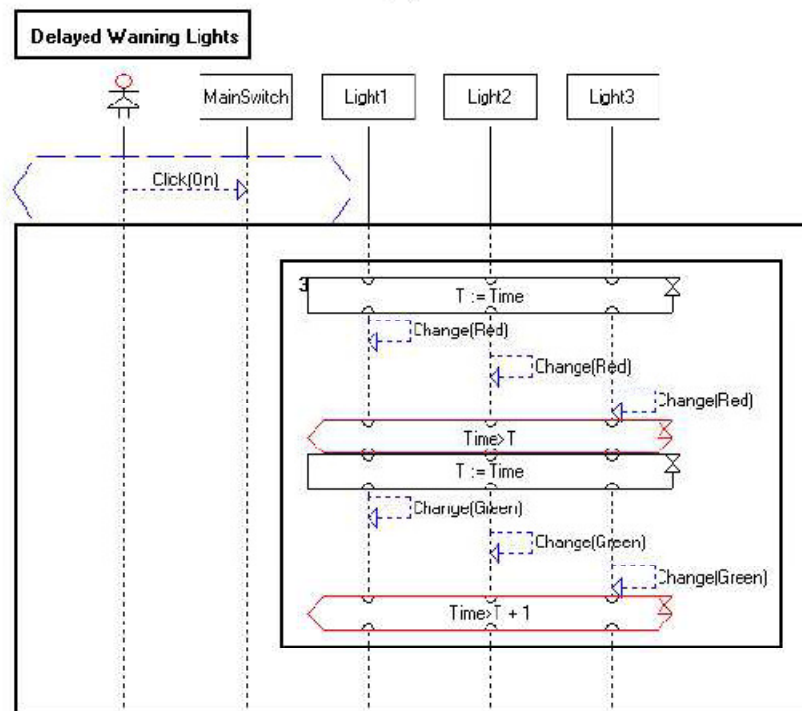 Delayed Warning Lights
MainSwitch
Light1
Light2
Light3
Click(On)
3
T := Time
Change(Red)
Change(Red)
Change(Red)
Time>T
T := Time
Change(Green)
Change(Green)
Change(Green)
Time>T + 1